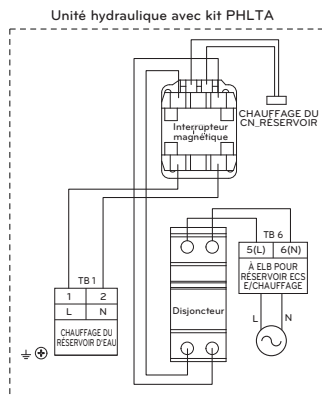 Unité hydraulique avec kit PHLTA
CHAUFFAGE DU
CN_RÉSERVOIR
Interrupteur
magnétique
TB 6
5(L) 6(N)
À ELB POUR
RÉSERVOIR ECS
E/CHAUFFAGE
L N
TB 1
1 2
L N
CHAUFFAGE DU
RÉSERVOIR D'EAU
Disjoncteur